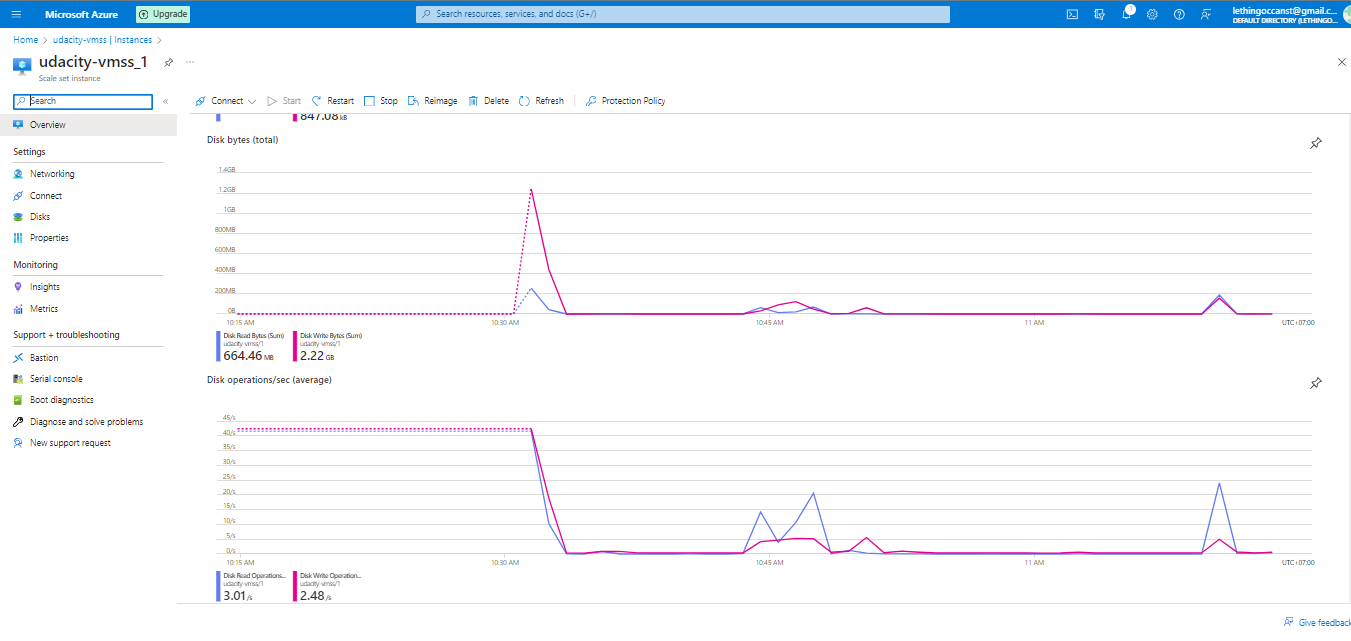 Microsoft Azure
Upgrade
Search resources, services, and docs (G+/)
1
lethingoccanst@gmail.c...
DEFAULT DIRECTORY (LETHINGO...
Home > udacity-vmss | Instances >
udacity-vmss_1
Scale set instance
Search
Connect
Start
Restart
Stop
Reimage
Delete
Refresh
Protection Policy
Overview
Settings
Networking
Connect
Disks
Properties
Monitoring
Insights
Metrics
Support + troubleshooting
Bastion
Serial console
Boot diagnostics
Diagnose and solve problems
New support request
847.08 kB
Disk bytes (total)
1.4GB
1.2GB
1GB
800MB
600MB
400MB
200MB
0B
10:15 AM
10:30 AM
10:45 AM
11 AM
UTC+07:00
Disk Read Bytes (Sum)
udacity-vmss/1
664.46 MB
Disk Write Bytes (Sum)
udacity-vmss/1
2.22 GB
Disk operations/sec (average)
45/s
40/s
35/s
30/s
25/s
20/s
15/s
10/s
5/s
0/s
10:15 AM
10:30 AM
10:45 AM
11 AM
UTC+07:00
Disk Read Operations...
udacity-vmss/1
3.01 /s
Disk Write Operation...
udacity-vmss/1
2.48 /s
Give feedback